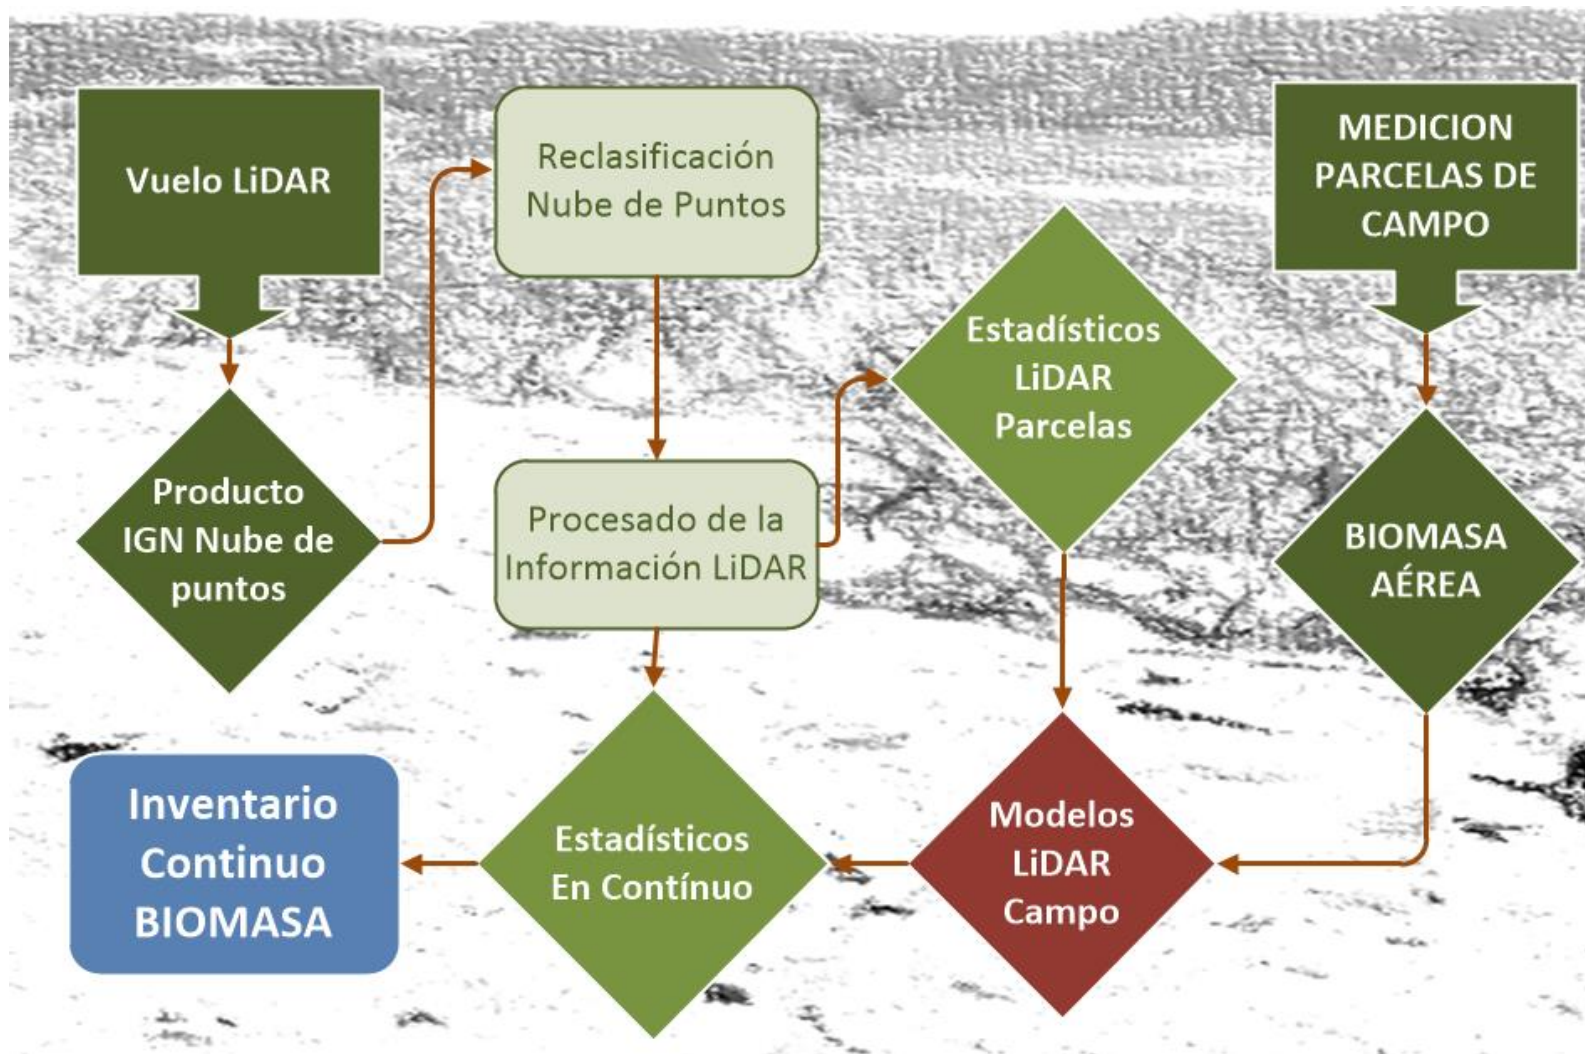 Vuelo LiDAR
Producto
IGN Nube de
puntos
Reclasificación
Nube de Puntos
Procesado de la
Información LiDAR
Estadísticos
LiDAR
Parcelas
MEDICION
PARCELAS DE
CAMPO
BIOMASA
AÉREA
Modelos
LiDAR
Campo
Estadísticos
En Contínuo
Inventario
Continuo
BIOMASA